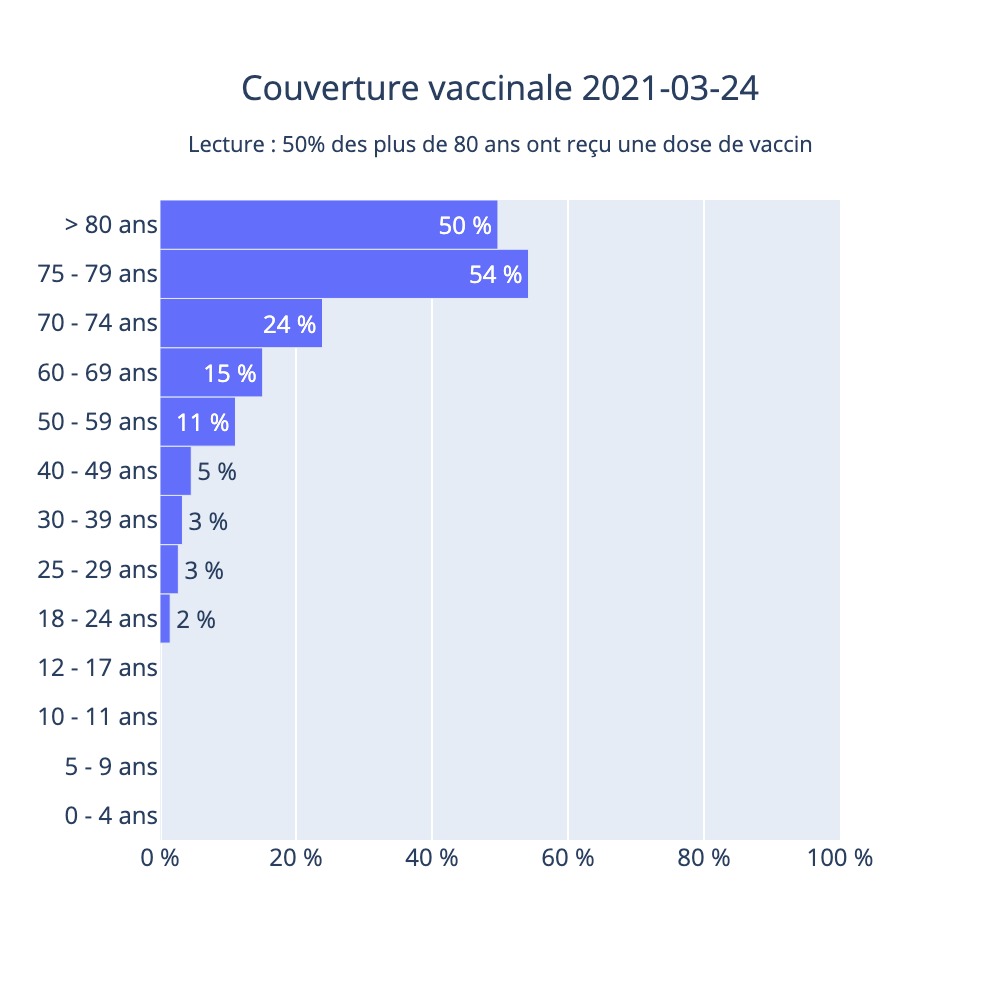 Couverture vaccinale 2021-03-24
Lecture : 50% des plus de 80 ans ont reçu une dose de vaccin
> 80 ans 50 %
75 - 79 ans 54 %
70 - 74 ans 24 %
60 - 69 ans 15 %
50 - 59 ans 11 %
40 - 49 ans 5 %
30 - 39 ans 3 %
25 - 29 ans 3 %
18 - 24 ans 2 %
12 - 17 ans
10 - 11 ans
5 - 9 ans
0 - 4 ans
0 % 20 % 40 % 60 % 80 % 100 %